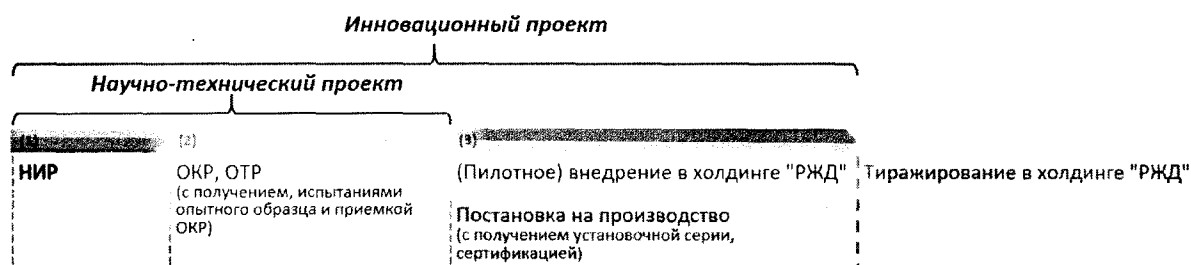 Инновационный проект
Научно-технический проект
(1)
(2)
(3)
НИР
ОКР, ОТР
(с получением, испытаниями
опытного образца и приемкой
ОКР)
(Пилотное) внедрение в холдинге "РЖД"
Постановка на производство
(с получением установочной серии,
сертификацией)
Тиражирование в холдинге "РЖД"